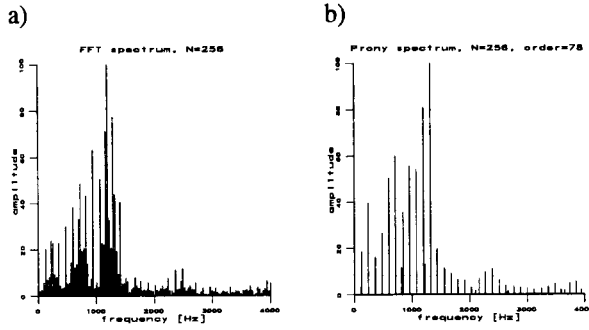 a)
FFT spectrum, N=256
amplitude
0 20 40 60 80 100
0 1000 2000 3000 4000
frequency [Hz]
b)
Prony spectrum, N=256, order=78
amplitude
0 20 40 60 80 100
0 1000 2000 3000 400
frequency [Hz]